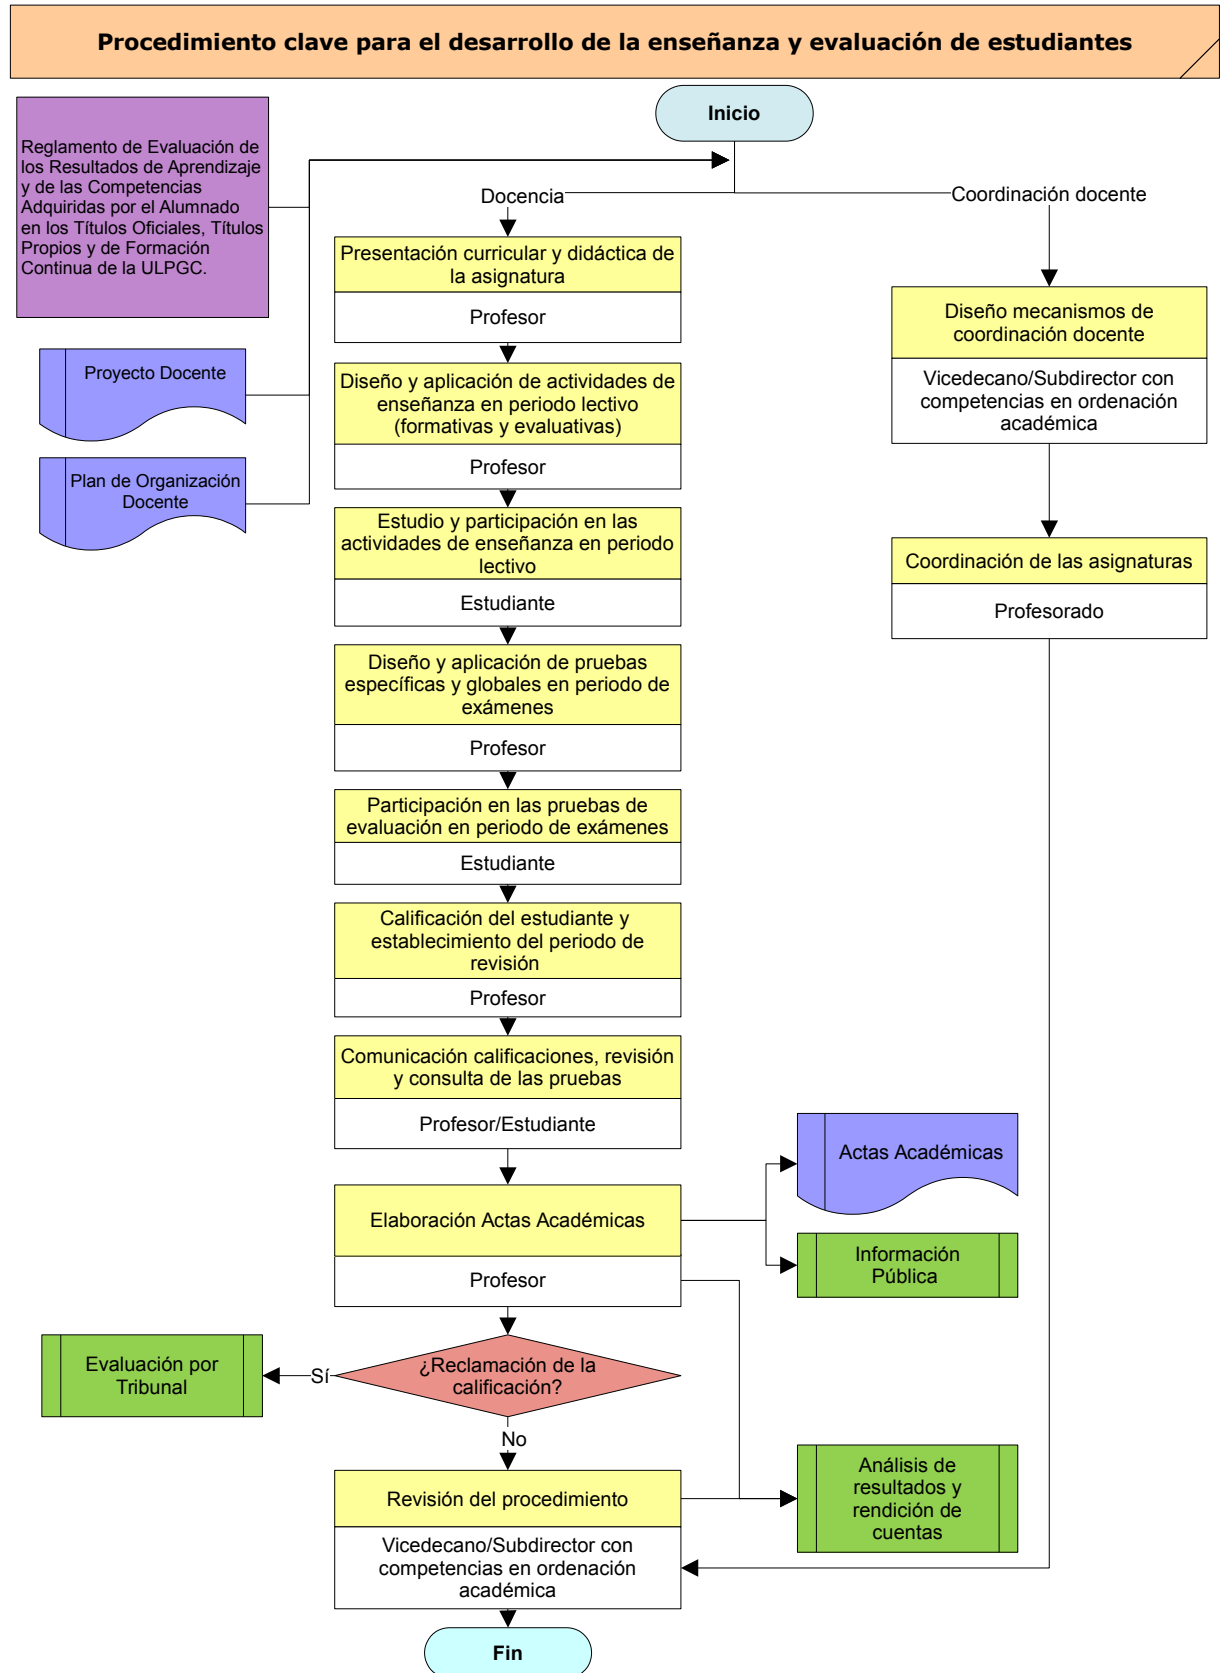 Procedimiento clave para el desarrollo de la enseñanza y evaluación de estudiantes
Inicio
Reglamento de Evaluación de
los Resultados de Aprendizaje
y de las Competencias
Adquiridas por el Alumnado
en los Títulos Oficiales, Títulos
Propios y de Formación
Continua de la ULPGC.
Proyecto Docente
Plan de Organización
Docente
Docencia
Coordinación docente
Presentación curricular y didáctica de
la asignatura
Profesor
Diseño y aplicación de actividades de
enseñanza en periodo lectivo
(formativas y evaluativas)
Profesor
Estudio y participación en las
actividades de enseñanza en periodo
lectivo
Estudiante
Diseño y aplicación de pruebas
específicas y globales en periodo de
exámenes
Profesor
Participación en las pruebas de
evaluación en periodo de exámenes
Estudiante
Calificación del estudiante y
establecimiento del periodo de
revisión
Profesor
Comunicación calificaciones, revisión
y consulta de las pruebas
Profesor/Estudiante
Elaboración Actas Académicas
Profesor
Diseño mecanismos de
coordinación docente
Vicedecano/Subdirector con
competencias en ordenación
académica
Coordinación de las asignaturas
Profesorado
Actas Académicas
Información
Pública
¿Reclamación de la
calificación?
Sí
Evaluación por
Tribunal
No
Revisión del procedimiento
Vicedecano/Subdirector con
competencias en ordenación
académica
Análisis de
resultados y
rendición de
cuentas
Fin